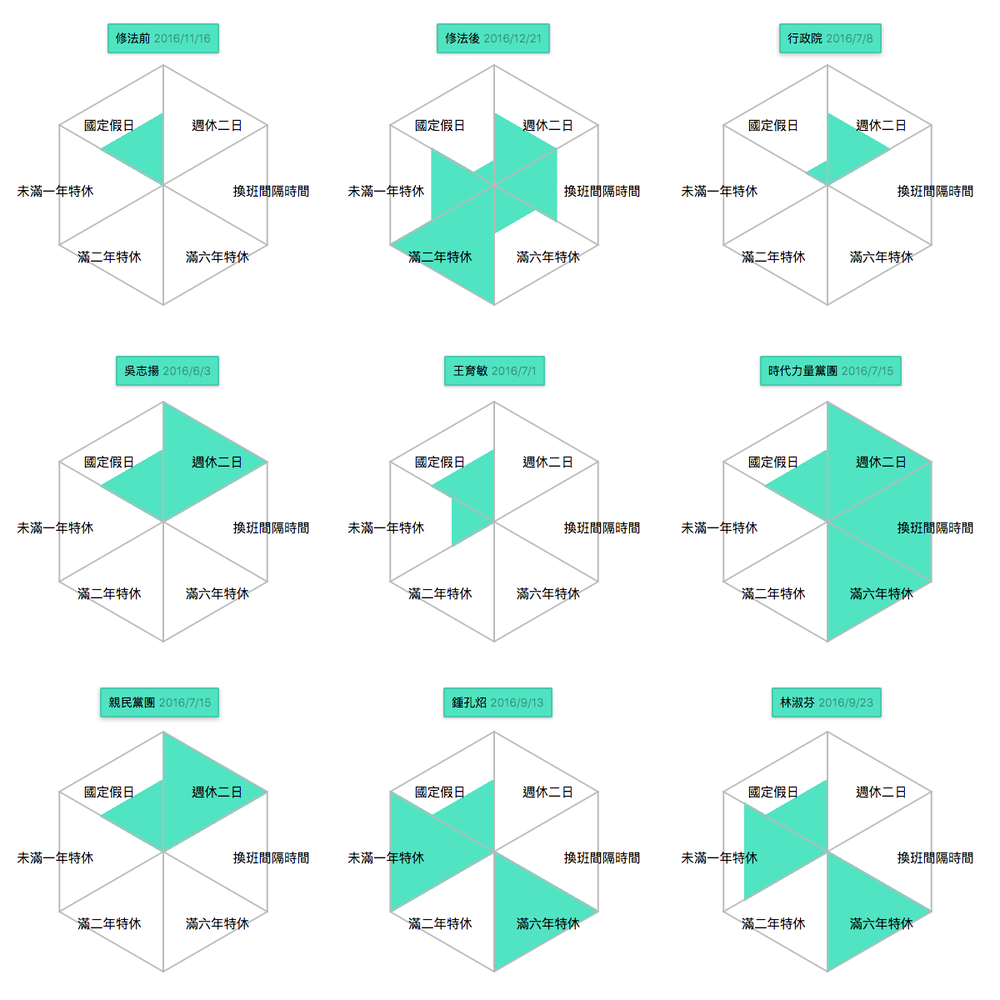 修法前 2016/11/16
國定假日
週休二日
未滿一年特休
換班間隔時間
滿二年特休
滿六年特休
修法後 2016/12/21
國定假日
週休二日
未滿一年特休
換班間隔時間
滿二年特休
滿六年特休
行政院 2016/7/8
國定假日
週休二日
未滿一年特休
換班間隔時間
滿二年特休
滿六年特休
吳志揚 2016/6/3
國定假日
週休二日
未滿一年特休
換班間隔時間
滿二年特休
滿六年特休
王育敏 2016/7/1
國定假日
週休二日
未滿一年特休
換班間隔時間
滿二年特休
滿六年特休
時代力量黨團 2016/7/15
國定假日
週休二日
未滿一年特休
換班間隔時間
滿二年特休
滿六年特休
親民黨團 2016/7/15
國定假日
週休二日
未滿一年特休
換班間隔時間
滿二年特休
滿六年特休
鍾孔炤 2016/9/13
國定假日
週休二日
未滿一年特休
換班間隔時間
滿二年特休
滿六年特休
林淑芬 2016/9/23
國定假日
週休二日
未滿一年特休
換班間隔時間
滿二年特休
滿六年特休